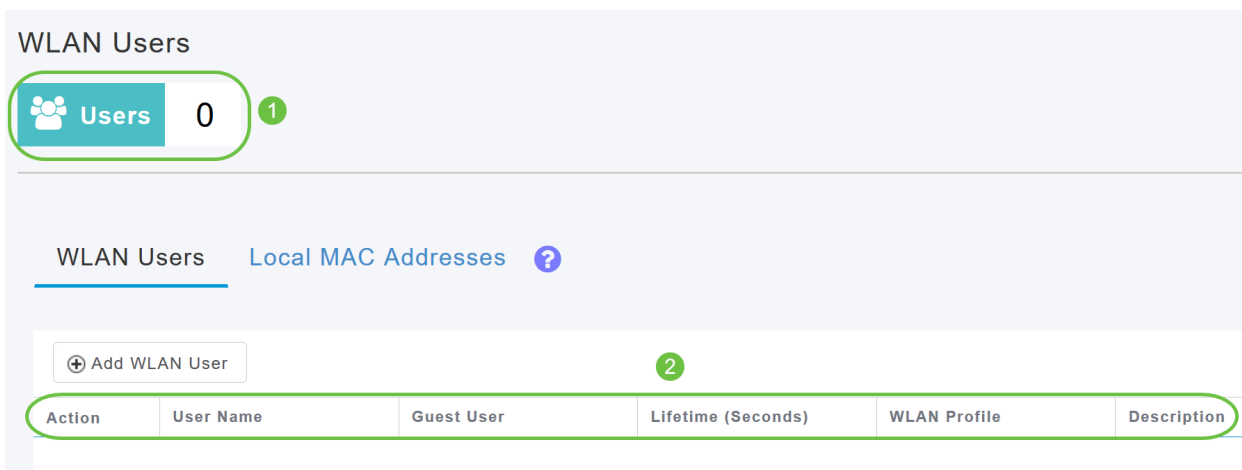 WLAN Users
Users 0 1
WLAN Users Local MAC Addresses ?
Add WLAN User 2
Action User Name Guest User Lifetime (Seconds) WLAN Profile Description